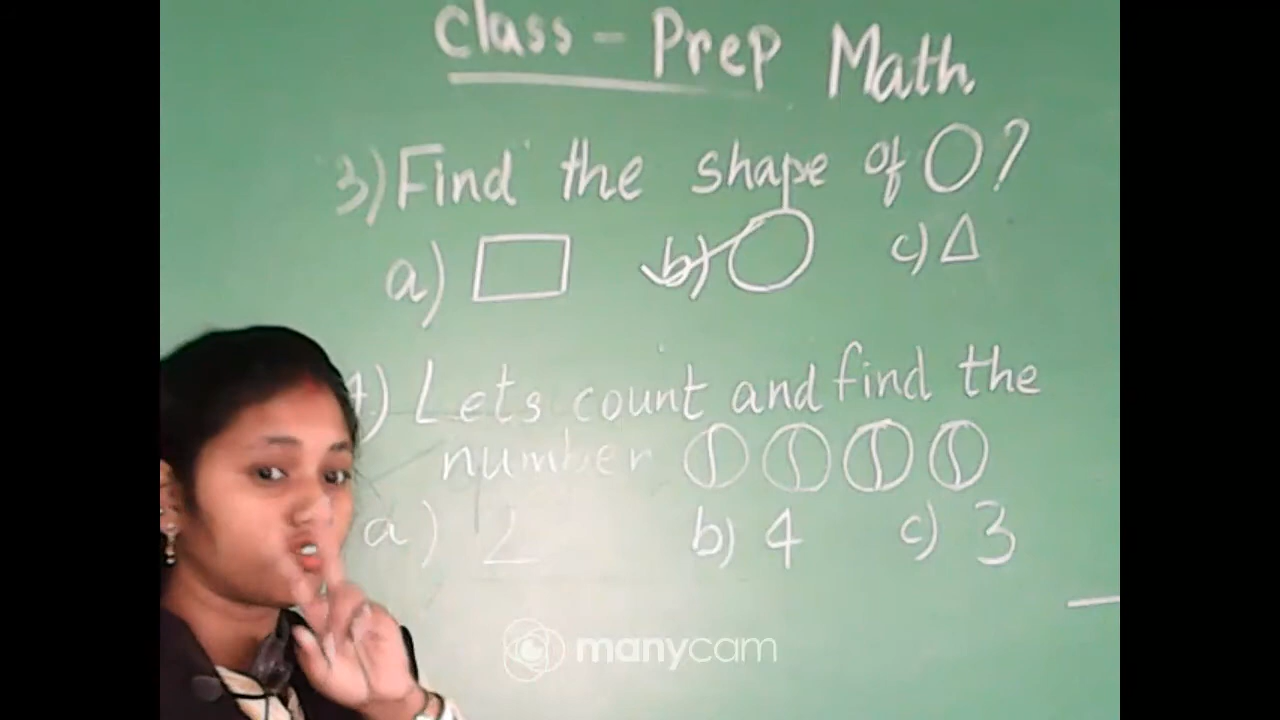 Class - Prep Math.
3) Find the shape of ○?
a) b) c)
4) Lets count and find the
number
a) 2 b) 4 c) 3
manycam